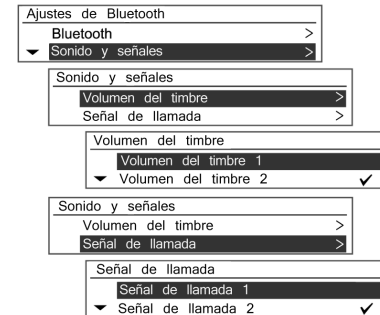 Ajustes de Bluetooth
Bluetooth >
Sonido y señales >
Sonido y señales
Volumen del timbre >
Señal de llamada >
Volumen del timbre
Volumen del timbre 1
Volumen del timbre 2 ✓
Sonido y señales
Volumen del timbre >
Señal de llamada >
Señal de llamada
Señal de llamada 1
Señal de llamada 2 ✓